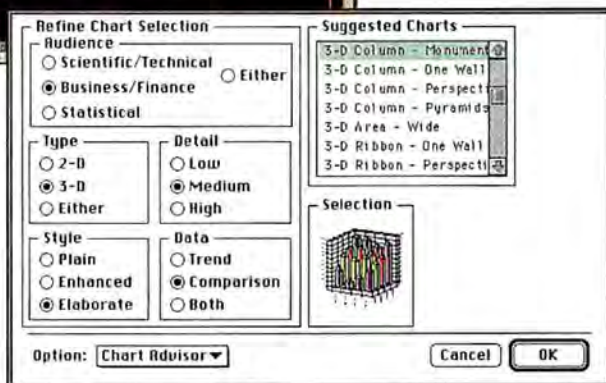 Refine Chart Selection
Audience
Scientific/Technical
Either
Business/Finance
Statistical
Type
2-D
3-D
Either
Detail
Low
Medium
High
Style
Plain
Enhanced
Elaborate
Data
Trend
Comparison
Both
Suggested Charts
3-D Column - Monument
3-D Column - One Wall
3-D Column - Perspecti
3-D Column - Pyramids
3-D Area - Wide
3-D Ribbon - One Wall
3-D Ribbon - Perspecti
Selection
Option: Chart Advisor
Cancel
OK